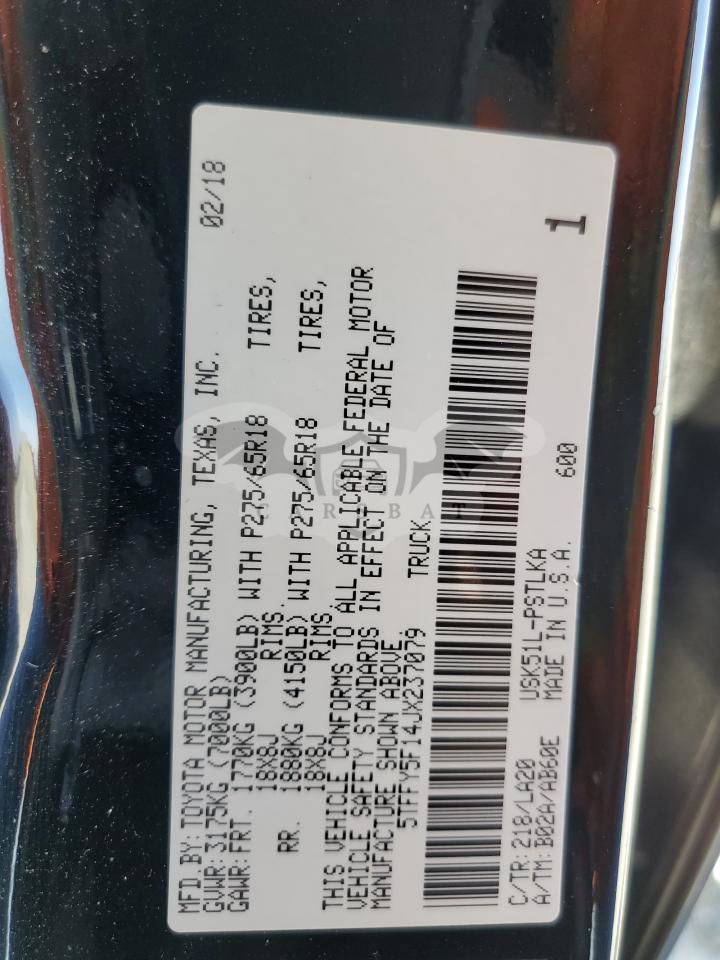 02/18
MFD.BY:TOYOTA MOTOR MANUFACTURING, TEXAS, INC.
GVWR:3175KG (7000LB)
GAWR:FRT. 1770KG (3900LB) WITH P275/65R18 TIRES,
18X8J RIMS.
RR. 1880KG (4150LB) WITH P275/65R18 TIRES,
18X8J RIMS.
THIS VEHICLE CONFORMS TO ALL APPLICABLE FEDERAL MOTOR
VEHICLE SAFETY STANDARDS IN EFFECT ON THE DATE OF
MANUFACTURE SHOWN ABOVE.
5TFFY5F14JX237079 TRUCK
C/TR:218/LA20 USK51L-PSTLKA 600
A/TM:B02A/AB60E MADE IN U.S.A.
1
CARSBAT